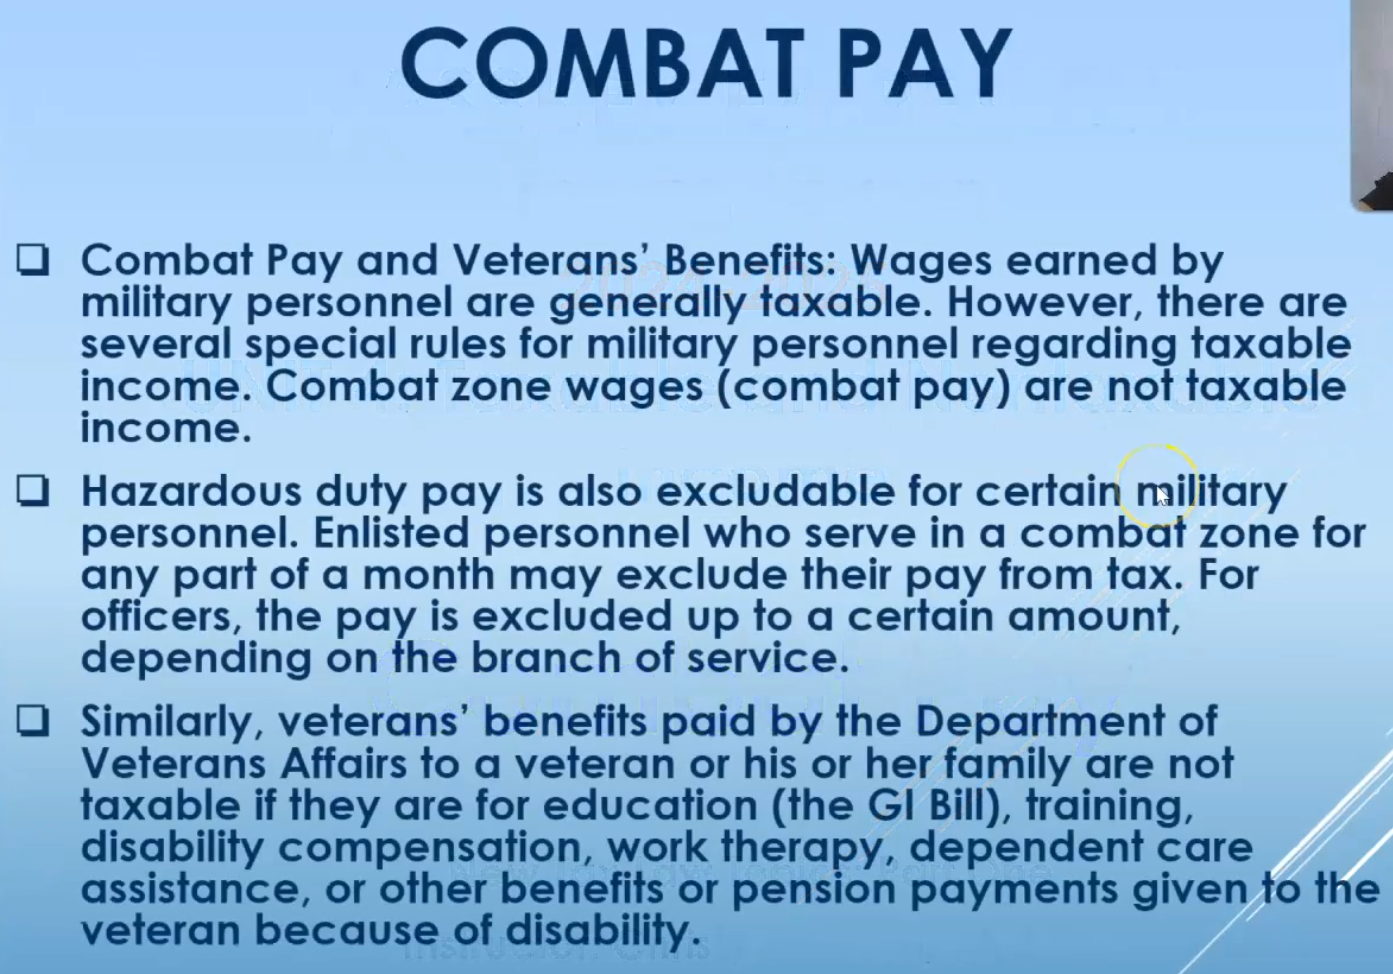 COMBAT PAY
❑ Combat Pay and Veterans' Benefits: Wages earned by
military personnel are generally taxable. However, there are
several special rules for military personnel regarding taxable
income. Combat zone wages (combat pay) are not taxable
income.
❑ Hazardous duty pay is also excludable for certain military
personnel. Enlisted personnel who serve in a combat zone for
any part of a month may exclude their pay from tax. For
officers, the pay is excluded up to a certain amount,
depending on the branch of service.
❑ Similarly, veterans' benefits paid by the Department of
Veterans Affairs to a veteran or his or her family are not
taxable if they are for education (the GI Bill), training,
disability compensation, work therapy, dependent care
assistance, or other benefits or pension payments given to the
veteran because of disability.